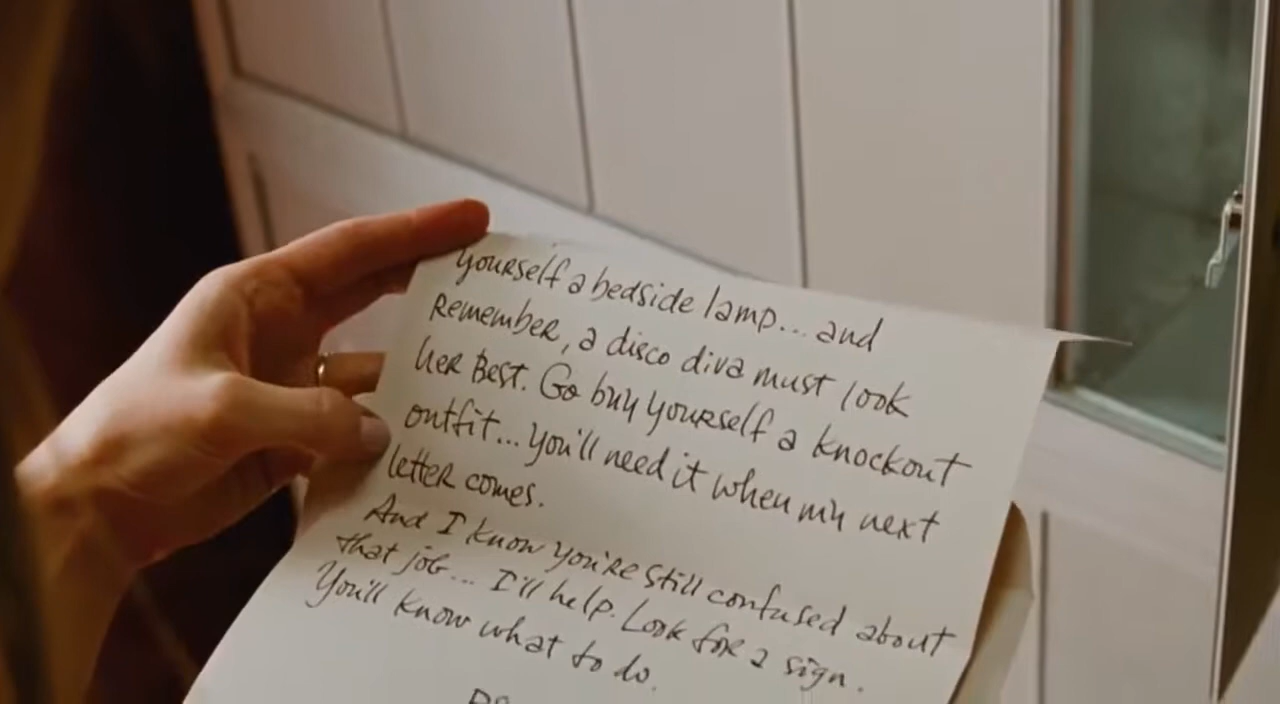 yourself a bedside lamp... and
Remember, a disco diva must look
her Best. Go buy yourself a knockout
outfit... you'll need it when my next
letter comes.
And I know you're still confused about
that job... I'll help. Look for a sign.
You'll know what to do.
PS